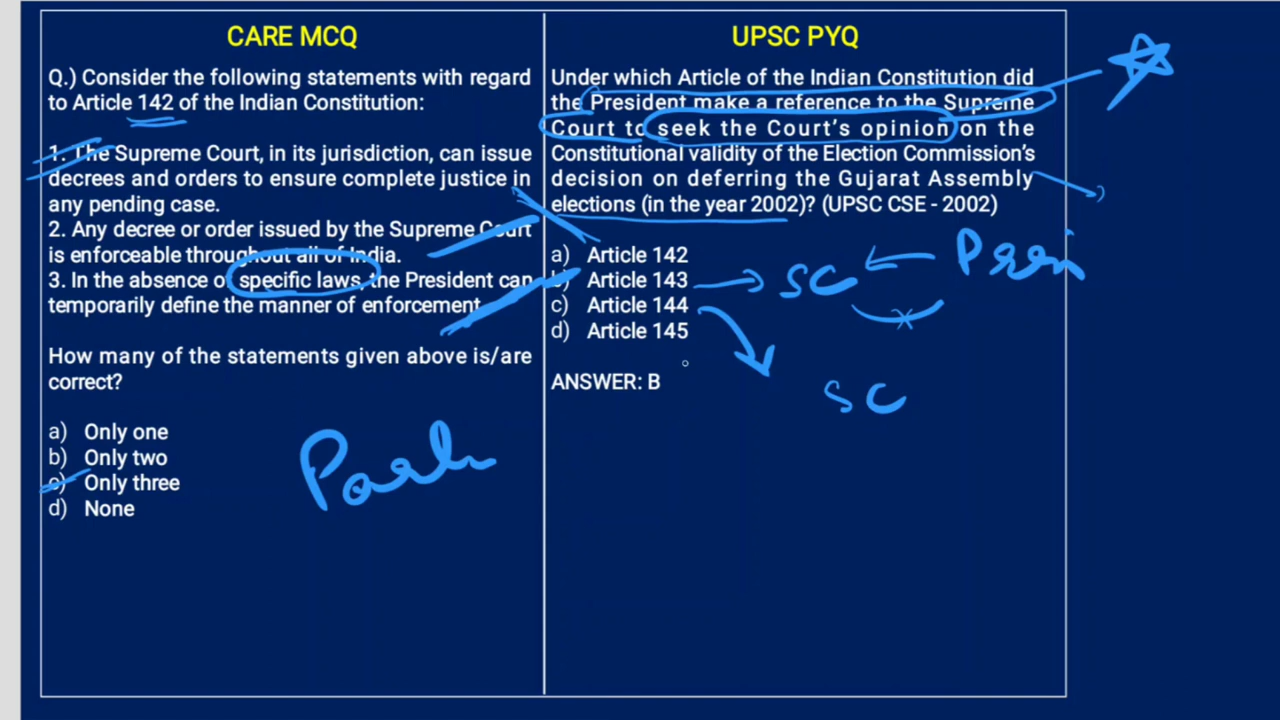 CARE MCQ
Q.) Consider the following statements with regard
to Article 142 of the Indian Constitution:
1. The Supreme Court, in its jurisdiction, can issue
decrees and orders to ensure complete justice in
any pending case.
2. Any decree or order issued by the Supreme Court
is enforceable throughout all of India.
3. In the absence of specific laws, the President can
temporarily define the manner of enforcement.
How many of the statements given above is/are
correct?
a) Only one
b) Only two
c) Only three
d) None
UPSC PYQ
Under which Article of the Indian Constitution did
the President make a reference to the Supreme
Court to seek the Court's opinion on the
Constitutional validity of the Election Commission's
decision on deferring the Gujarat Assembly
elections (in the year 2002)? (UPSC CSE - 2002)
a) Article 142
b) Article 143
c) Article 144
d) Article 145
ANSWER: B
SC
SC